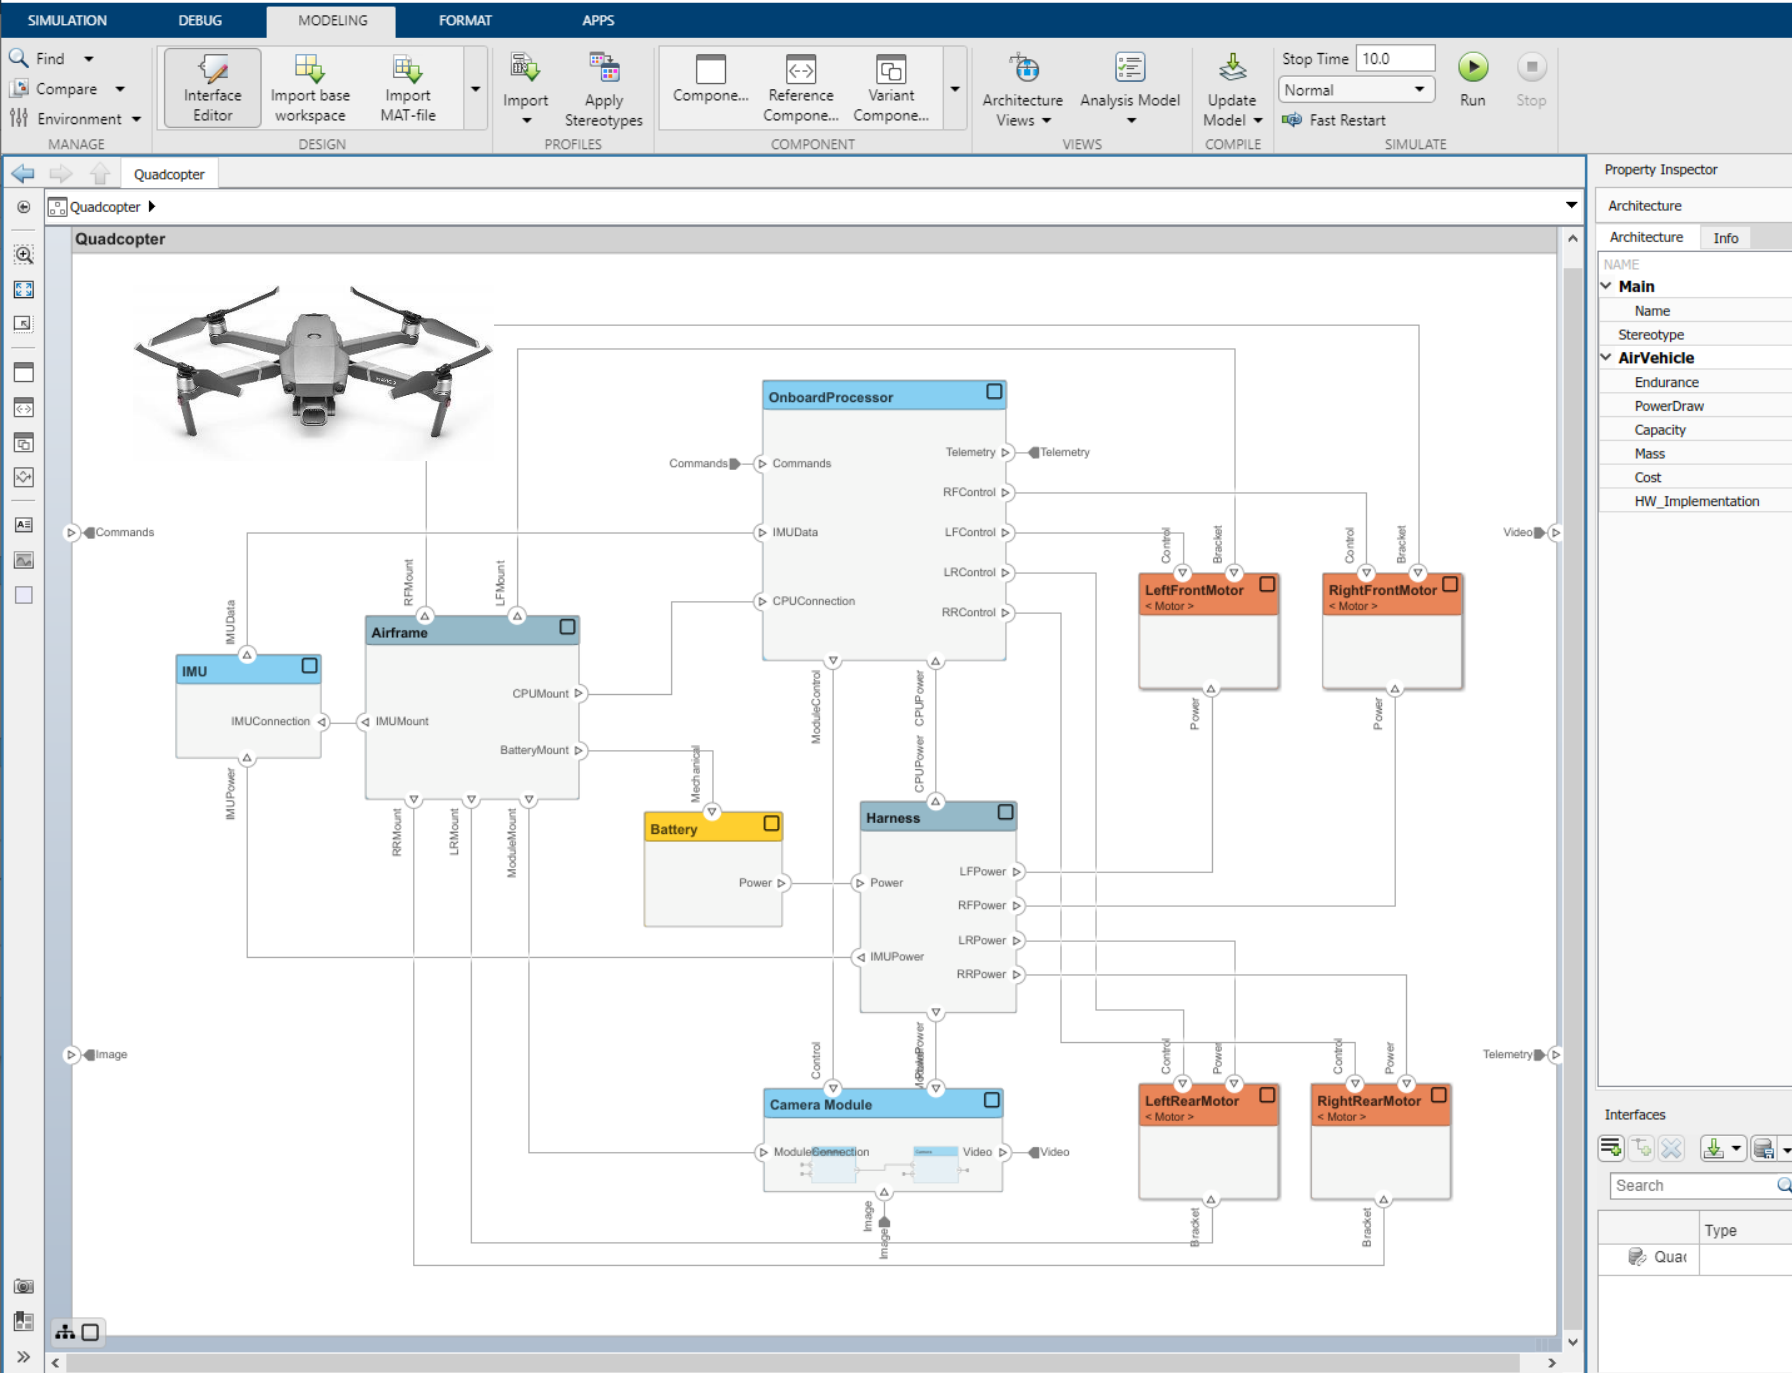 SIMULATION DEBUG MODELING FORMAT APPS
Find
Compare
Environment
MANAGE
Interface
Editor
Import base
workspace
Import
MAT-file
DESIGN
Import
Apply
Stereotypes
PROFILES
Compone...
Reference
Compone...
Variant
Compone...
COMPONENT
Architecture
Views
Analysis Model
VIEWS
Update
Model
COMPILE
Stop Time 10.0
Normal
Fast Restart
Run
Stop
SIMULATE
Quadcopter
Quadcopter
Quadcopter
Commands
Image
Video
Telemetry
OnboardProcessor
Commands
Commands
IMUData
CPUConnection
Telemetry
Telemetry
RFControl
LFControl
LRControl
RRControl
ModuleControl
CPUPower
IMU
IMUData
IMUConnection
IMUPower
Airframe
RFMount
LFMount
IMUMount
CPUMount
BatteryMount
RRMount
LRMount
ModuleMount
Battery
Mechanical
Power
Harness
CPUPower
Power
IMUPower
LFPower
RFPower
LRPower
RRPower
Camera Module
Control
ModuleConnection
Camera
Video
Video
Image
Image
LeftFrontMotor
< Motor >
Control
Bracket
Power
RightFrontMotor
< Motor >
Control
Bracket
Power
LeftRearMotor
< Motor >
Control
Power
Bracket
RightRearMotor
< Motor >
Control
Power
Bracket
Property Inspector
Architecture
Architecture Info
NAME
Main
Name
Stereotype
AirVehicle
Endurance
PowerDraw
Capacity
Mass
Cost
HW_Implementation
Interfaces
Search
Type
Quac